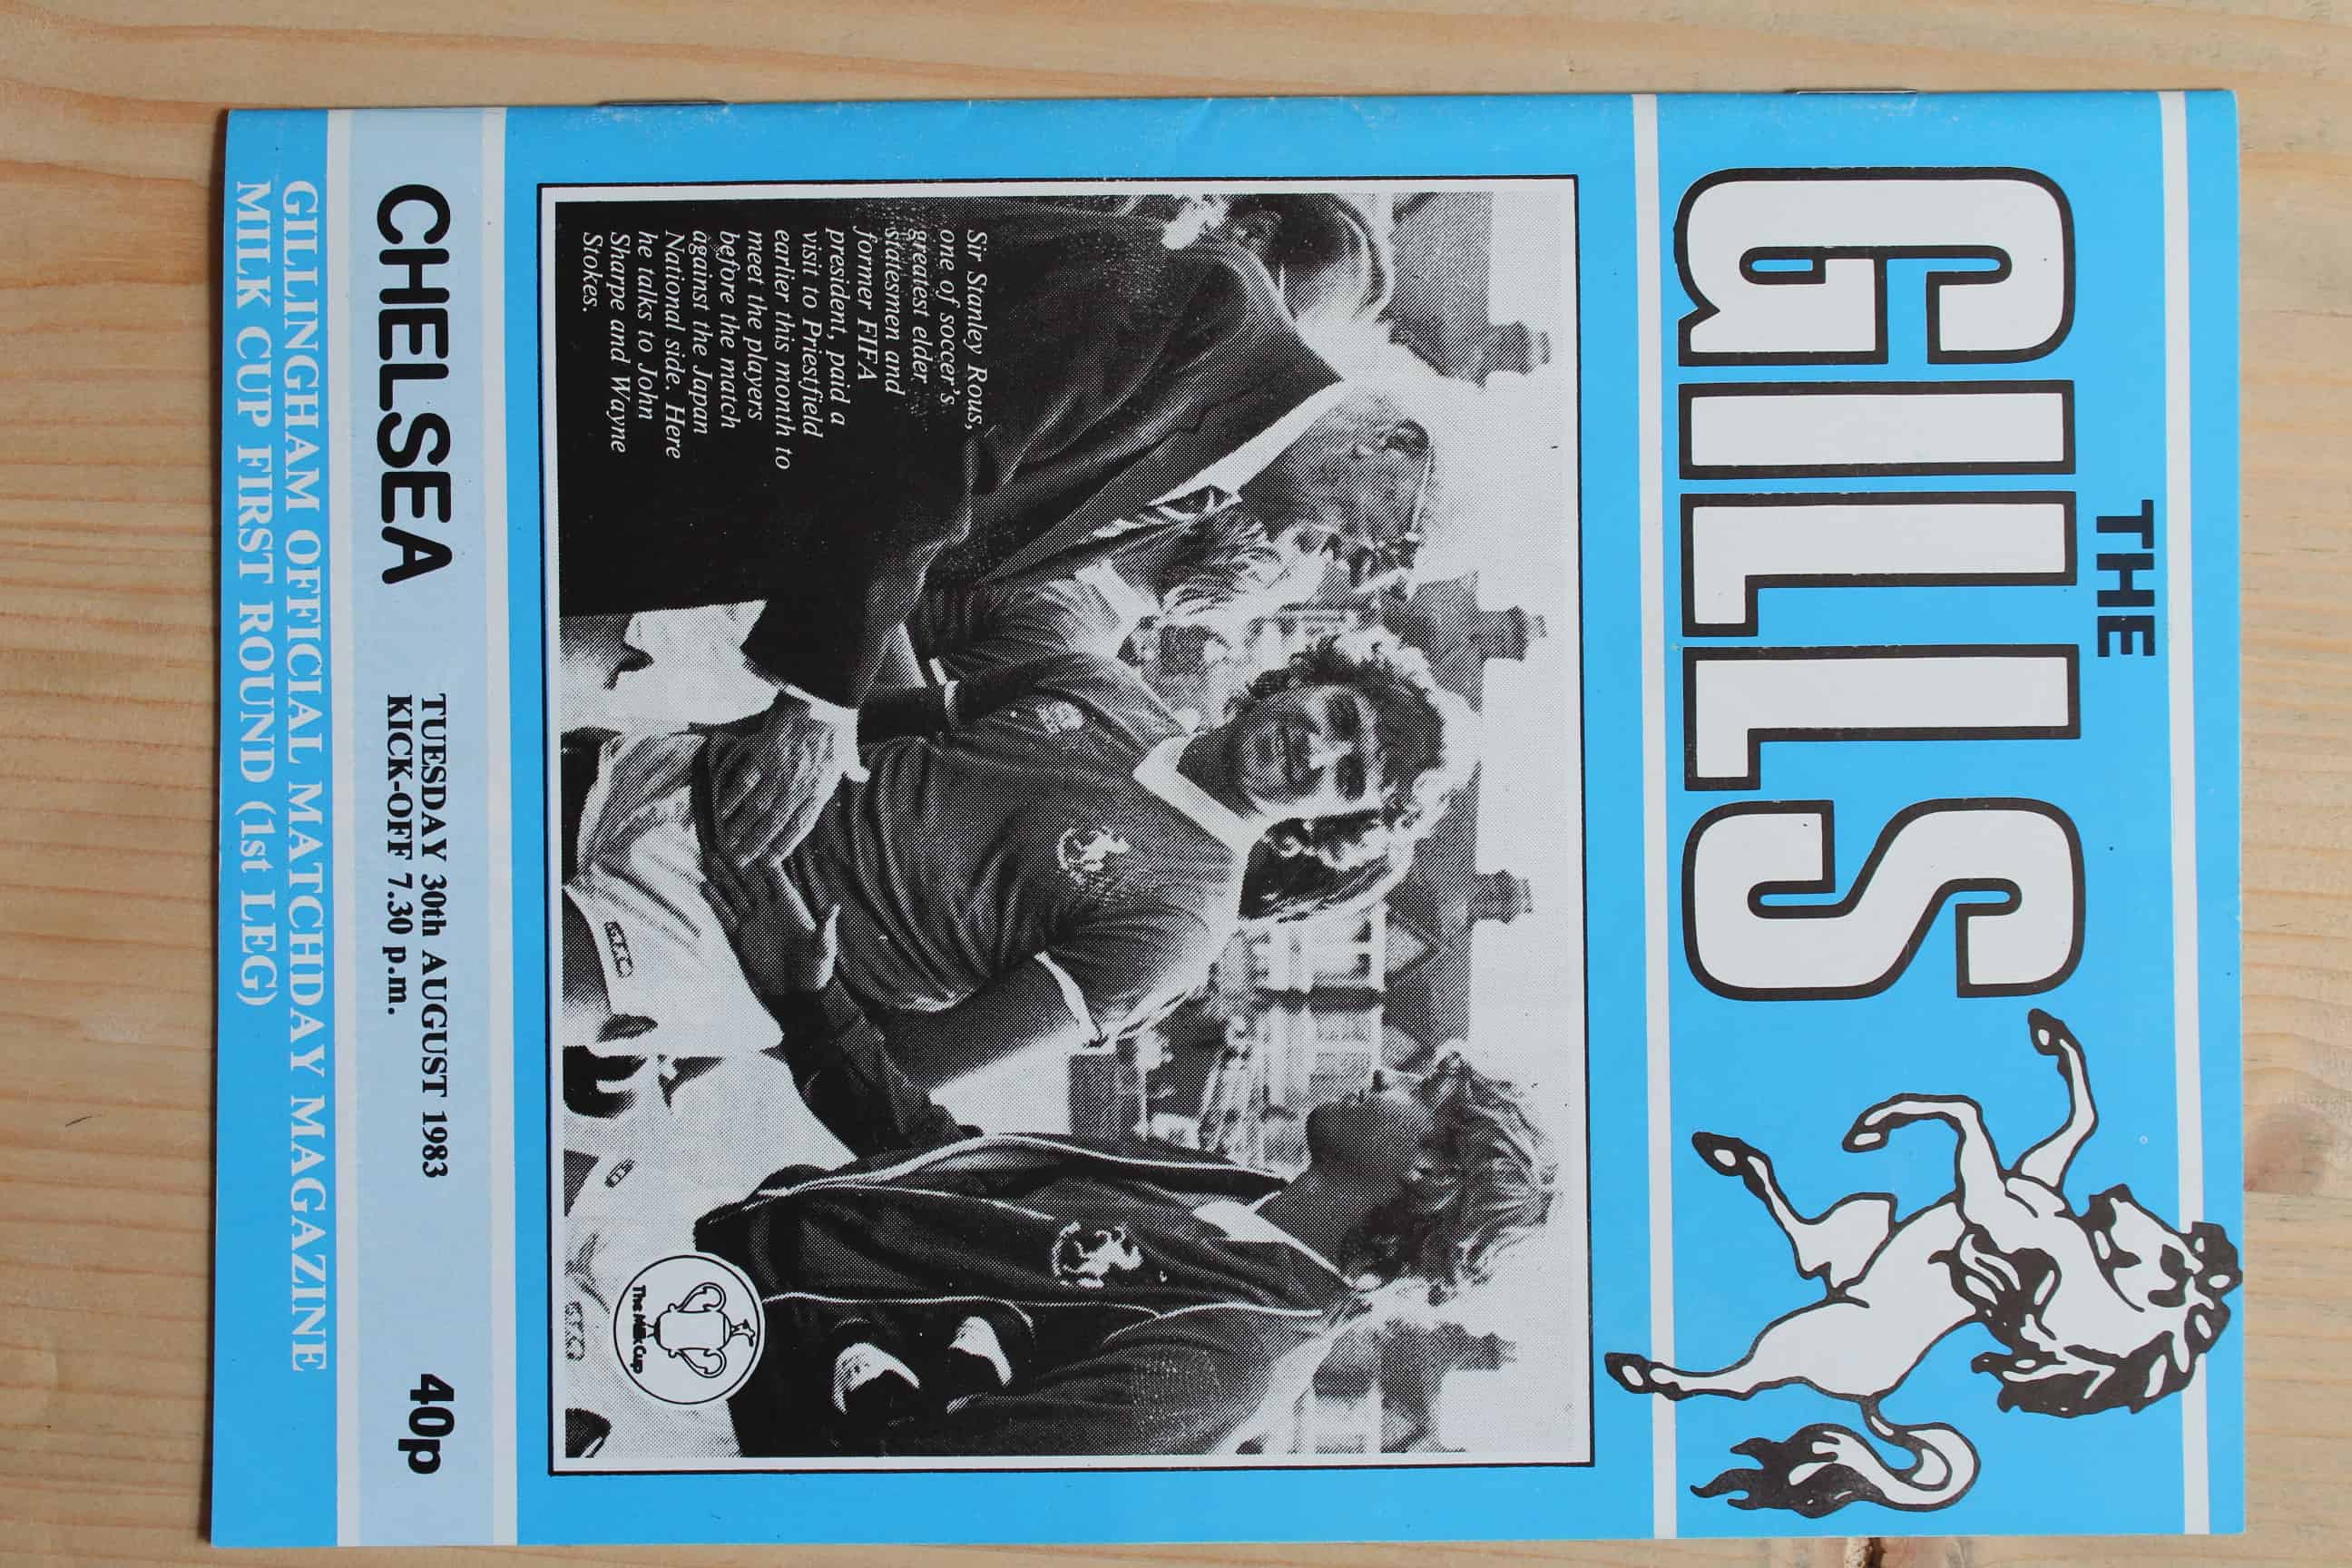 THE
GILLS
Sir Stanley Rous,
one of soccer's
greatest elder
statesmen and
former FIFA
president, paid a
visit to Priestfield
earlier this month to
meet the players
before the match
against the Japan
National side. Here
he talks to John
Sharpe and Wayne
Stokes.
The Milk Cup
CHELSEA
TUESDAY 30th AUGUST 1983
KICK-OFF 7.30 p.m.
40p
GILLINGHAM OFFICIAL MATCHDAY MAGAZINE
MILK CUP FIRST ROUND (1st LEG)